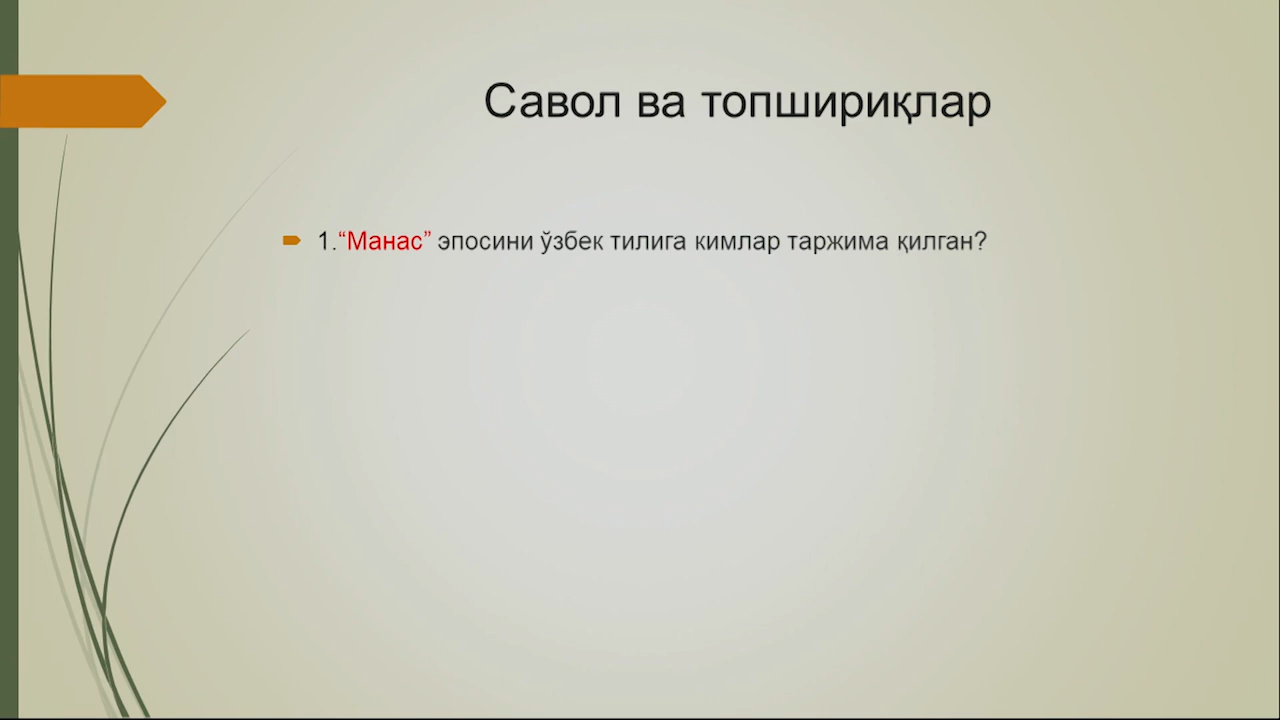 Савол ва топшириқлар
1.“Манас” эпосини ўзбек тилига кимлар таржима қилган?